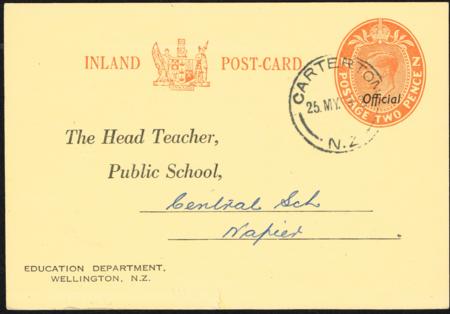 INLAND POST-CARD
POSTAGE TWO PENCE
Official
CARTERTON
25. MY
N.Z.
The Head Teacher,
Public School,
Central Sch
Napier.
EDUCATION DEPARTMENT,
WELLINGTON, N.Z.